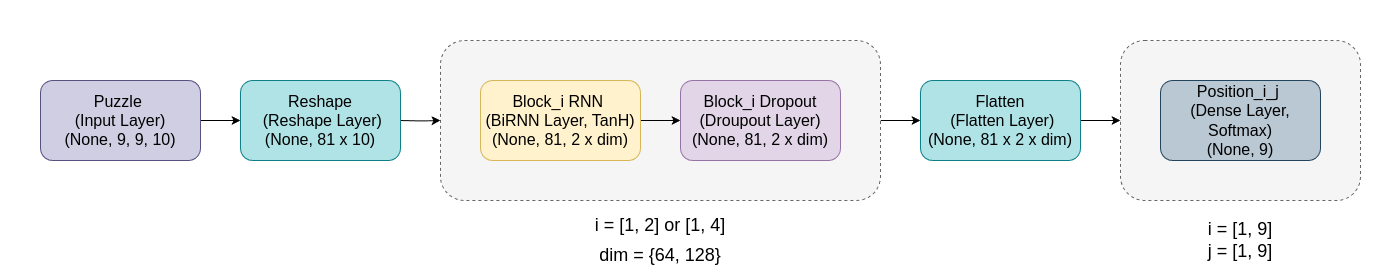 Puzzle
(Input Layer)
(None, 9, 9, 10)
Reshape
(Reshape Layer)
(None, 81 x 10)
Block_i RNN
(BiRNN Layer, TanH)
(None, 81, 2 x dim)
Block_i Dropout
(Droupout Layer)
(None, 81, 2 x dim)
i = [1, 2] or [1, 4]
dim = {64, 128}
Flatten
(Flatten Layer)
(None, 81 x 2 x dim)
Position_i_j
(Dense Layer,
Softmax)
(None, 9)
i = [1, 9]
j = [1, 9]